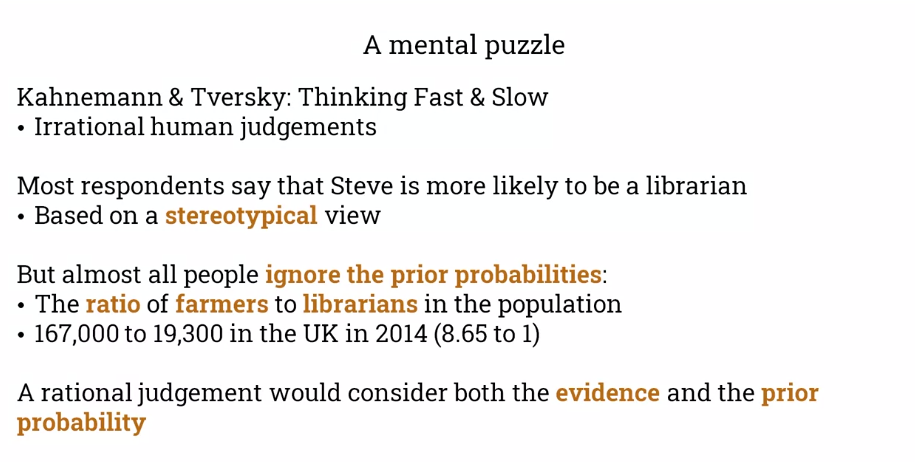 A mental puzzle
Kahnemann & Tversky: Thinking Fast & Slow
• Irrational human judgements
Most respondents say that Steve is more likely to be a librarian
• Based on a stereotypical view
But almost all people ignore the prior probabilities:
• The ratio of farmers to librarians in the population
• 167,000 to 19,300 in the UK in 2014 (8.65 to 1)
A rational judgement would consider both the evidence and the prior
probability